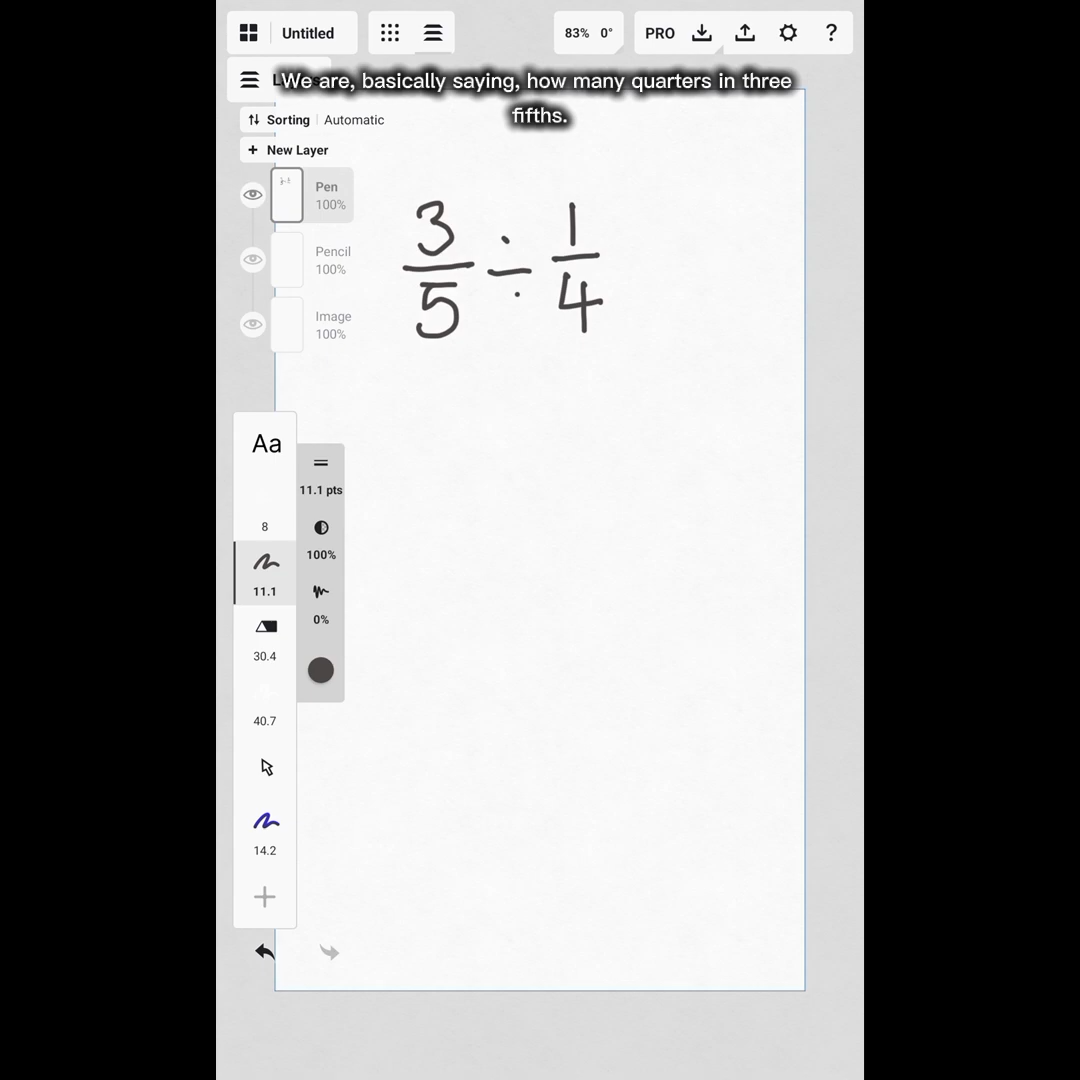 Untitled
83% 0°
PRO
?
We are, basically saying, how many quarters in three
fifths.
Sorting Automatic
+ New Layer
Pen
100%
Pencil
100%
Image
100%
3/5 ÷ 1/4
Aa
8
11.1
30.4
40.7
14.2
11.1 pts
100%
0%